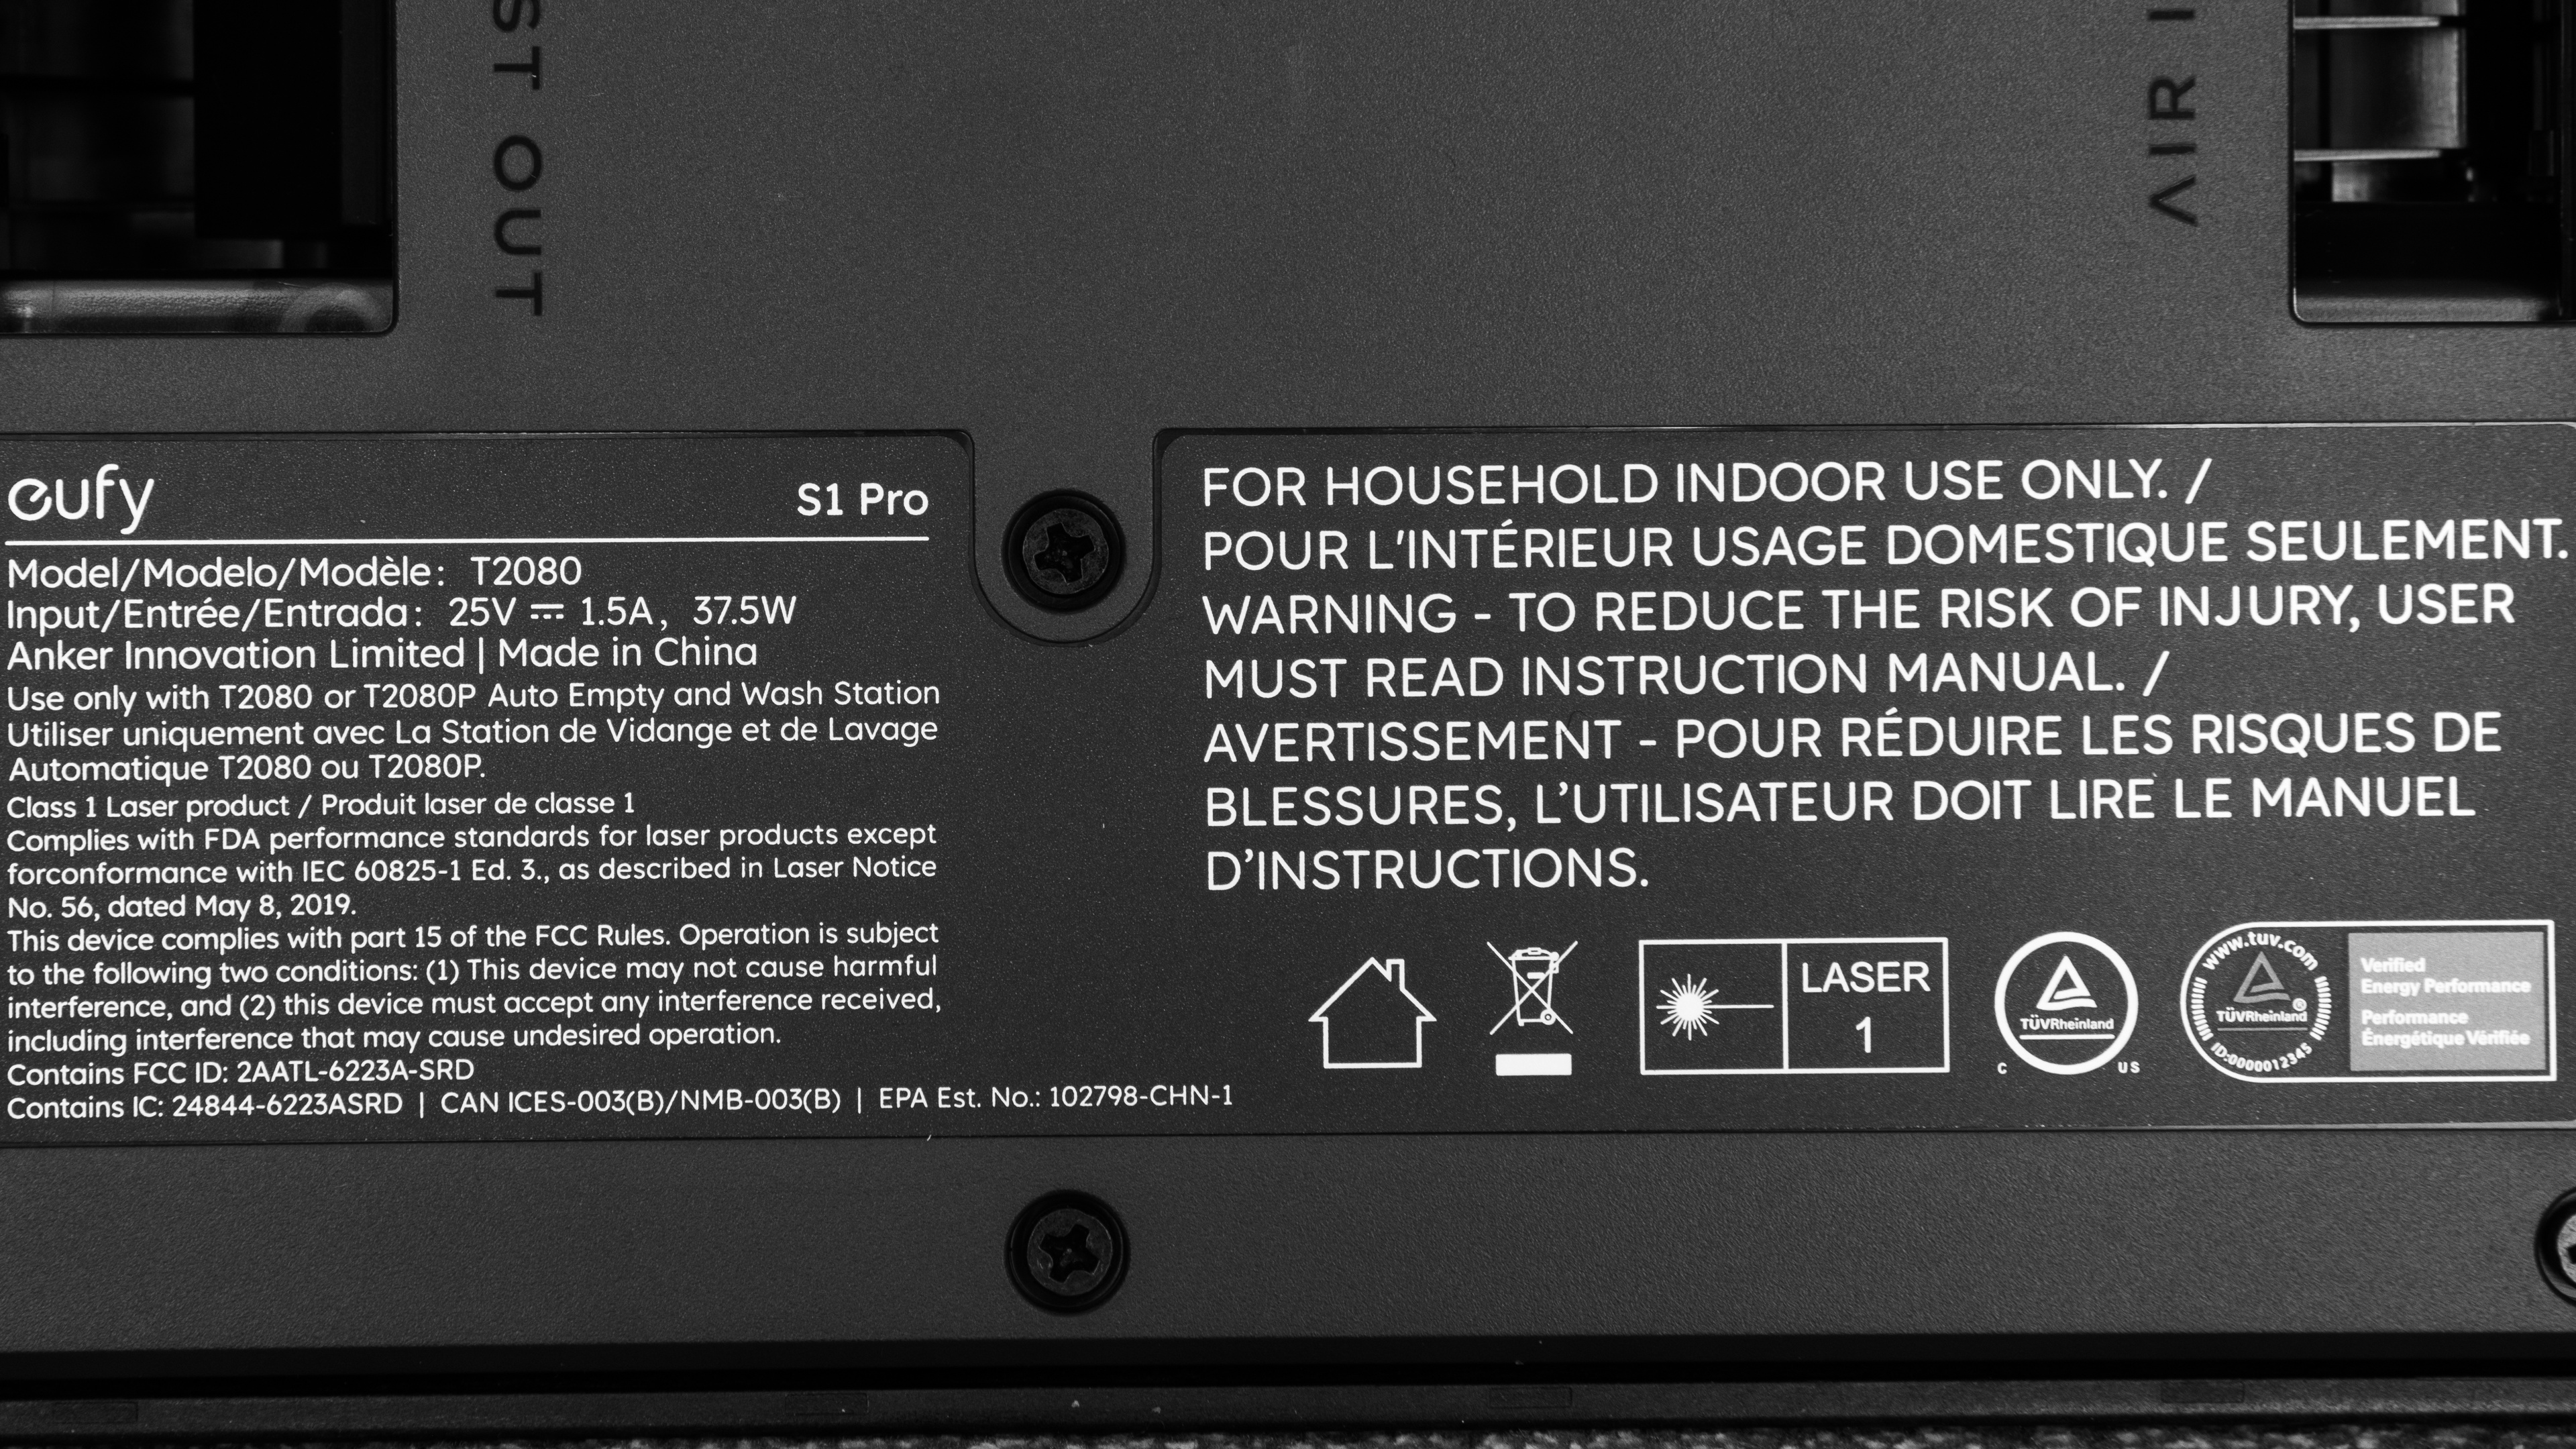 ST OUT
AIR I
eufy
S1 Pro
Model/Modelo/Modèle: T2080
Input/Entrée/Entrada: 25V ⎓ 1.5A, 37.5W
Anker Innovation Limited | Made in China
Use only with T2080 or T2080P Auto Empty and Wash Station
Utiliser uniquement avec La Station de Vidange et de Lavage
Automatique T2080 ou T2080P.
Class 1 Laser product / Produit laser de classe 1
Complies with FDA performance standards for laser products except
forconformance with IEC 60825-1 Ed. 3., as described in Laser Notice
No. 56, dated May 8, 2019.
This device complies with part 15 of the FCC Rules. Operation is subject
to the following two conditions: (1) This device may not cause harmful
interference, and (2) this device must accept any interference received,
including interference that may cause undesired operation.
Contains FCC ID: 2AATL-6223A-SRD
Contains IC: 24844-6223ASRD | CAN ICES-003(B)/NMB-003(B) | EPA Est. No.: 102798-CHN-1
FOR HOUSEHOLD INDOOR USE ONLY. /
POUR L'INTÉRIEUR USAGE DOMESTIQUE SEULEMENT.
WARNING - TO REDUCE THE RISK OF INJURY, USER
MUST READ INSTRUCTION MANUAL. /
AVERTISSEMENT - POUR RÉDUIRE LES RISQUES DE
BLESSURES, L’UTILISATEUR DOIT LIRE LE MANUEL
D’INSTRUCTIONS.
LASER
1
TÜVRheinland
C US
www.tuv.com
TÜVRheinland®
ID:0000012345
Verified
Energy Performance
Performance
Énergétique Vérifiée